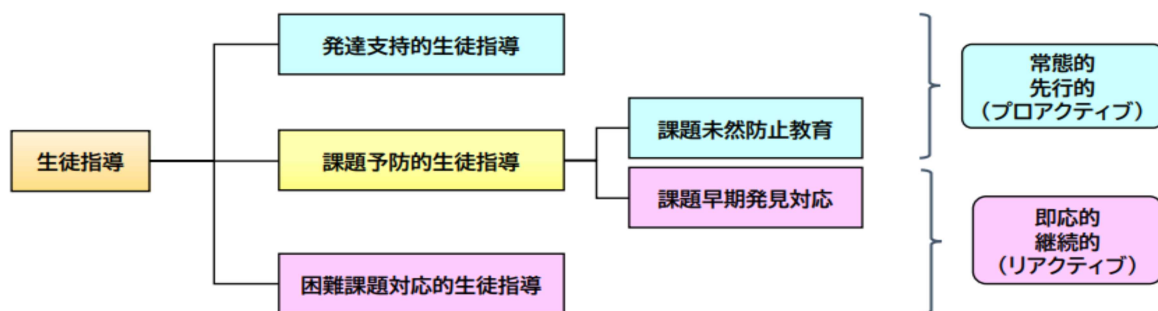 発達支持的生徒指導
常態的
先行的
(プロアクティブ)
課題未然防止教育
生徒指導
課題予防的生徒指導
課題早期発見対応
即応的
継続的
(リアクティブ)
困難課題対応的生徒指導